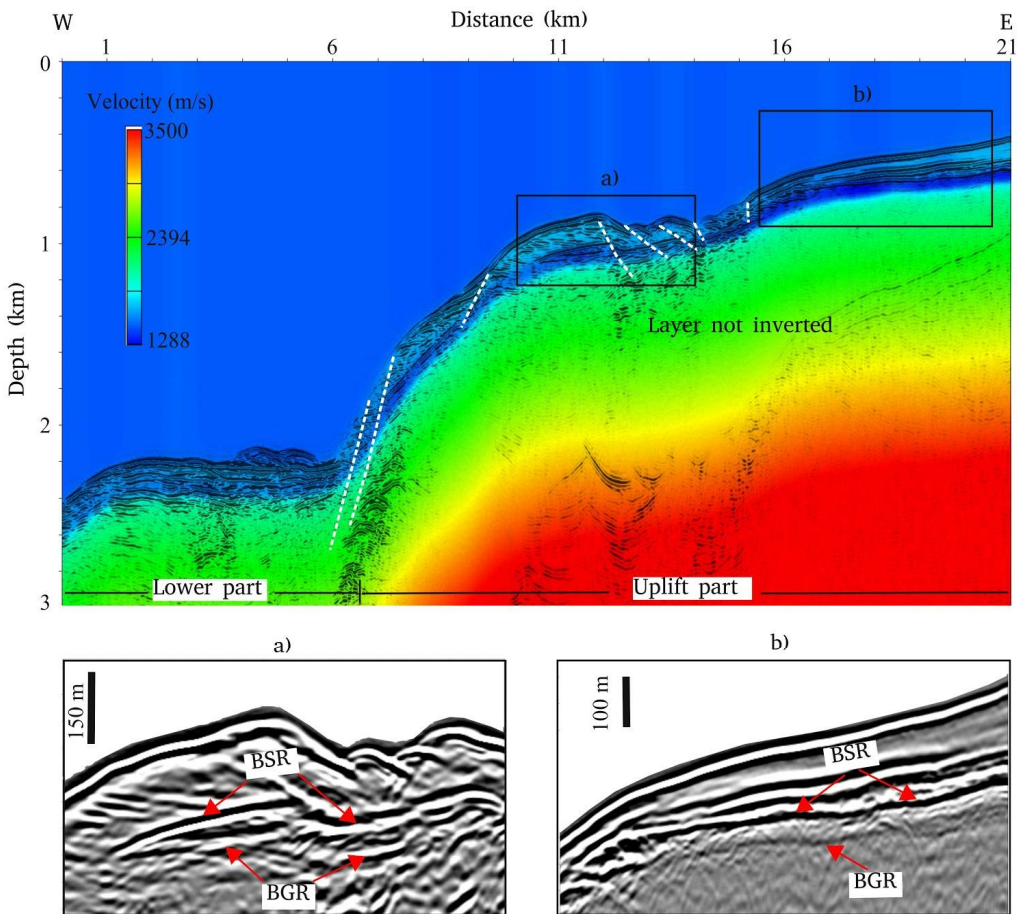 W Distance (km) E
1 6 11 16 21
0
Velocity (m/s)
b)
3500
a)
1
2394
Layer not inverted
1288
Depth (km)
2
Lower part Uplift part
3
a) b)
150 m
100 m
BSR BSR
BGR BGR